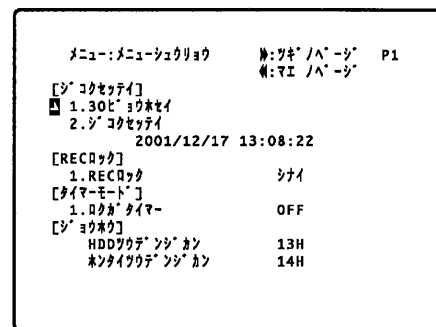 メニュー:メニューシュウリョウ ▶▶:ツギノページ P1
◀◀:マエ ノページ
[ジコクセッテイ]
1.30ビョウホセイ
2.ジコクセッテイ
2001/12/17 13:08:22
[RECロック]
1.RECロック シナイ
[タイマーモード]
1.ロクガタイマー OFF
[ジョウホウ]
HDDツウデンジカン 13H
ホンタイツウデンジカン 14H